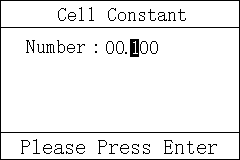 Cell Constant
Number : 00.100
Please Press Enter